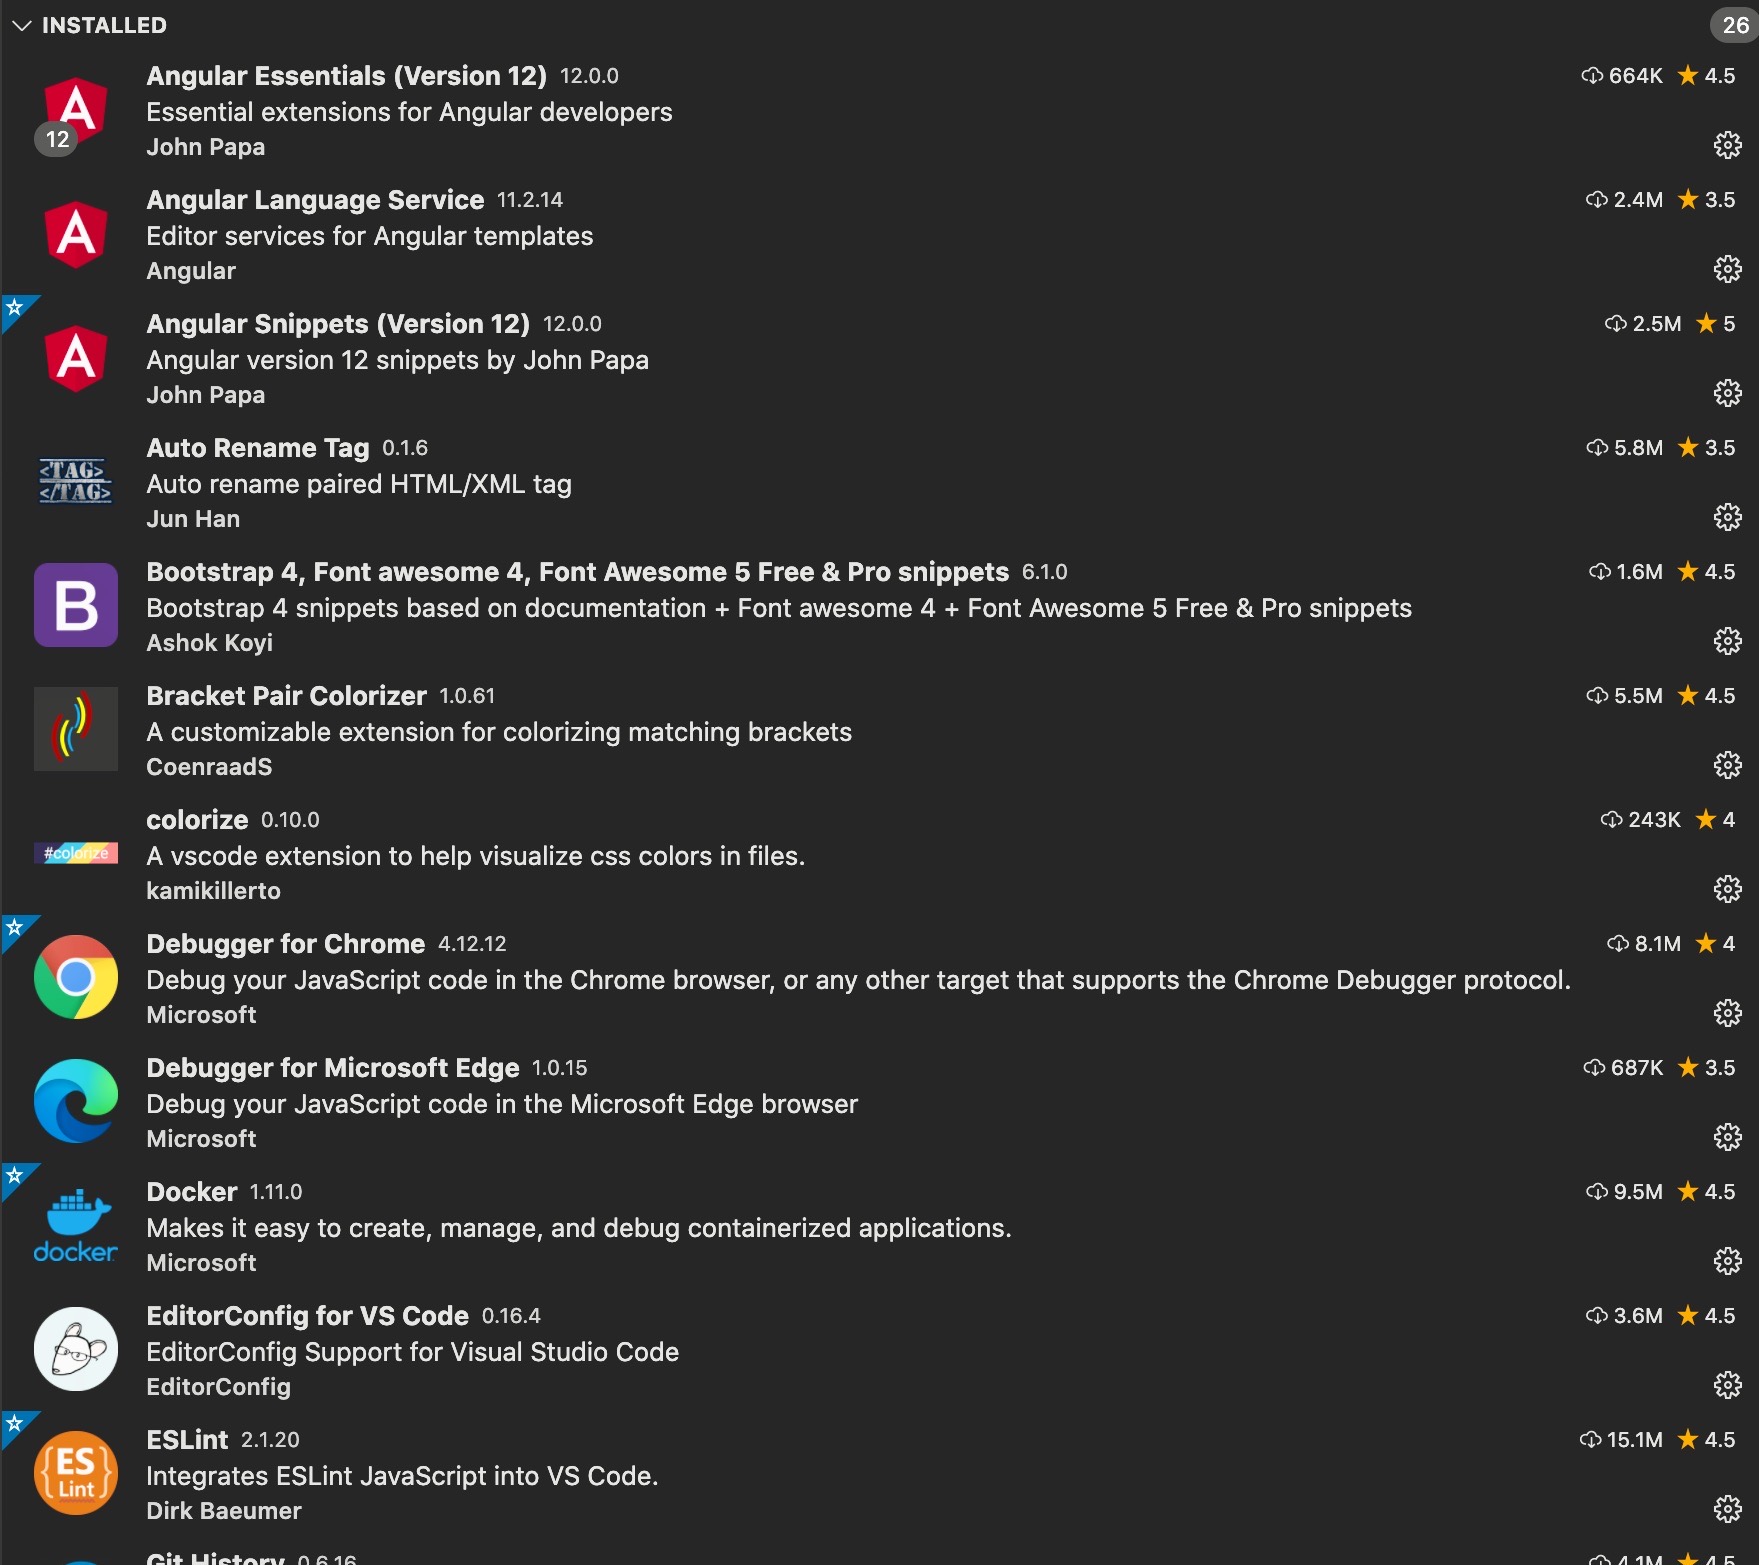 INSTALLED 26
Angular Essentials (Version 12) 12.0.0 664K 4.5
Essential extensions for Angular developers
12
John Papa
Angular Language Service 11.2.14 2.4M 3.5
Editor services for Angular templates
Angular
Angular Snippets (Version 12) 12.0.0 2.5M 5
Angular version 12 snippets by John Papa
John Papa
Auto Rename Tag 0.1.6 5.8M 3.5
<TAG>
Auto rename paired HTML/XML tag
</TAG>
Jun Han
Bootstrap 4, Font awesome 4, Font Awesome 5 Free & Pro snippets 6.1.0 1.6M 4.5
B
Bootstrap 4 snippets based on documentation + Font awesome 4 + Font Awesome 5 Free & Pro snippets
Ashok Koyi
Bracket Pair Colorizer 1.0.61 5.5M 4.5
A customizable extension for colorizing matching brackets
CoenraadS
colorize 0.10.0 243K 4
#colorize
A vscode extension to help visualize css colors in files.
kamikillerto
Debugger for Chrome 4.12.12 8.1M 4
Debug your JavaScript code in the Chrome browser, or any other target that supports the Chrome Debugger protocol.
Microsoft
Debugger for Microsoft Edge 1.0.15 687K 3.5
Debug your JavaScript code in the Microsoft Edge browser
Microsoft
Docker 1.11.0 9.5M 4.5
Makes it easy to create, manage, and debug containerized applications.
docker
Microsoft
EditorConfig for VS Code 0.16.4 3.6M 4.5
EditorConfig Support for Visual Studio Code
EditorConfig
ESLint 2.1.20 15.1M 4.5
{ES
Lint}
Integrates ESLint JavaScript into VS Code.
Dirk Baeumer
Git History 0.6.16 4.1M 4.5